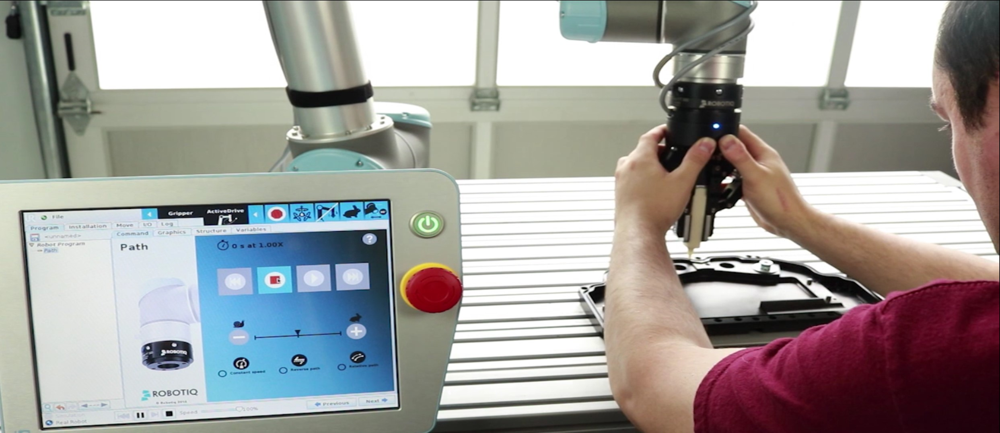 File
Gripper
ActiveDrive
Program Installation Move I/O Log
<unnamed>
Command Graphics Structure Variables
Robot Program
Path
Path
0 s at 1.00X
?
ROBOTIQ
Constant speed
Reverse path
Relative path
ROBOTIQ
© Robotiq 2016
Previous
Next
Simulation
Real Robot
Speed
100%
ROBOTIQ